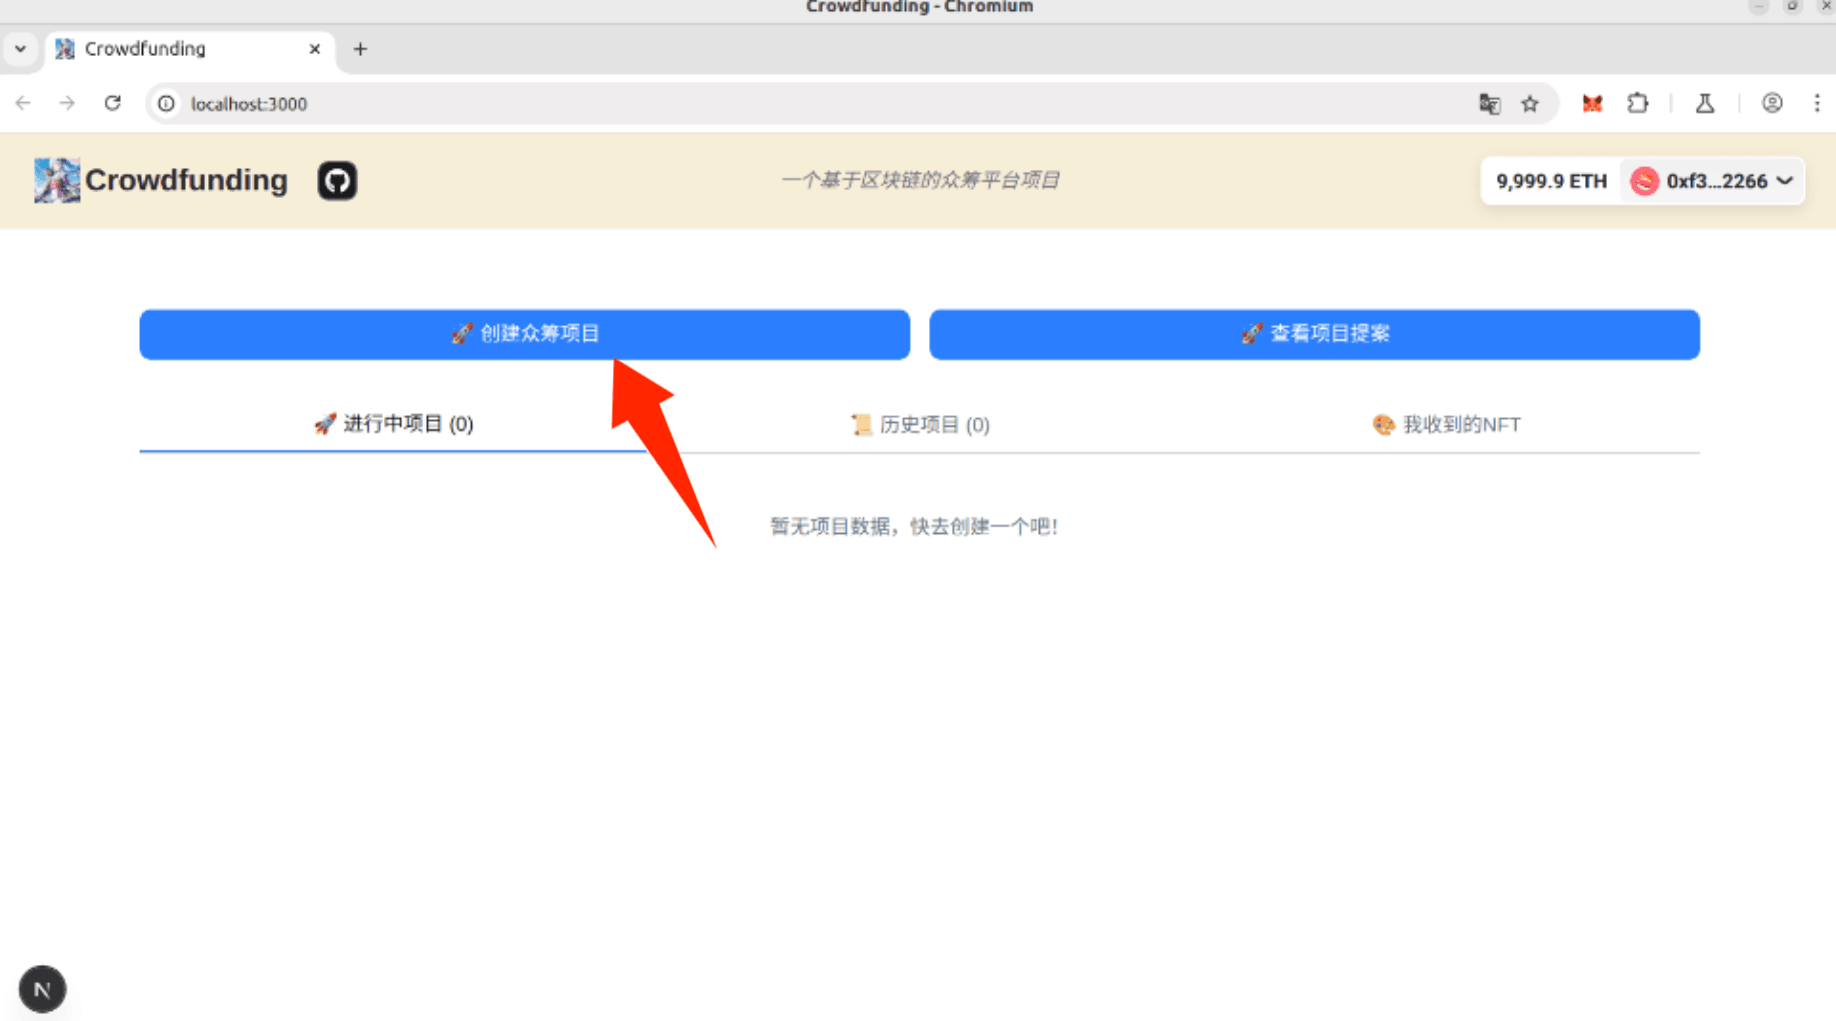 Crowdfunding - Chromium
Crowdfunding
localhost:3000
Crowdfunding
一个基于区块链的众筹平台项目
9,999.9 ETH
0xf3...2266
🚀 创建众筹项目
🚀 查看项目提案
🚀 进行中项目 (0)
📜 历史项目 (0)
🎨 我收到的NFT
暂无项目数据，快去创建一个吧！
N